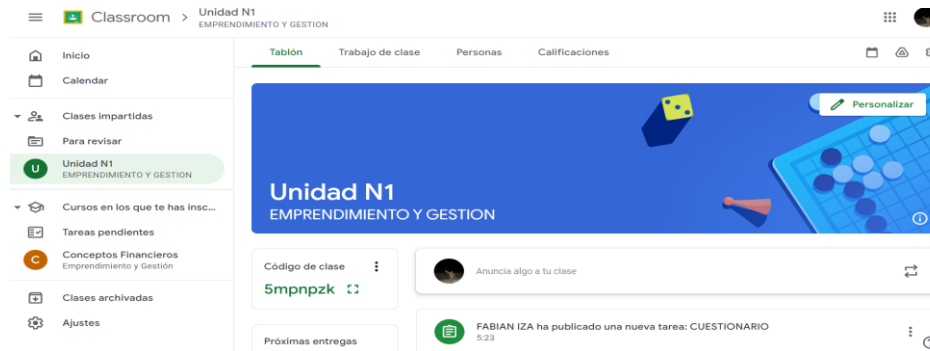 Classroom > Unidad N1
EMPRENDIMIENTO Y GESTION
Inicio
Calendar
Clases impartidas
Para revisar
U Unidad N1
EMPRENDIMIENTO Y GESTION
Cursos en los que te has insc...
Tareas pendientes
C Conceptos Financieros
Emprendimiento y Gestión
Clases archivadas
Ajustes
Tablón Trabajo de clase Personas Calificaciones
Personalizar
Unidad N1
EMPRENDIMIENTO Y GESTION
Código de clase
5mpnpzk
Próximas entregas
Anuncia algo a tu clase
FABIAN IZA ha publicado una nueva tarea: CUESTIONARIO
5:23